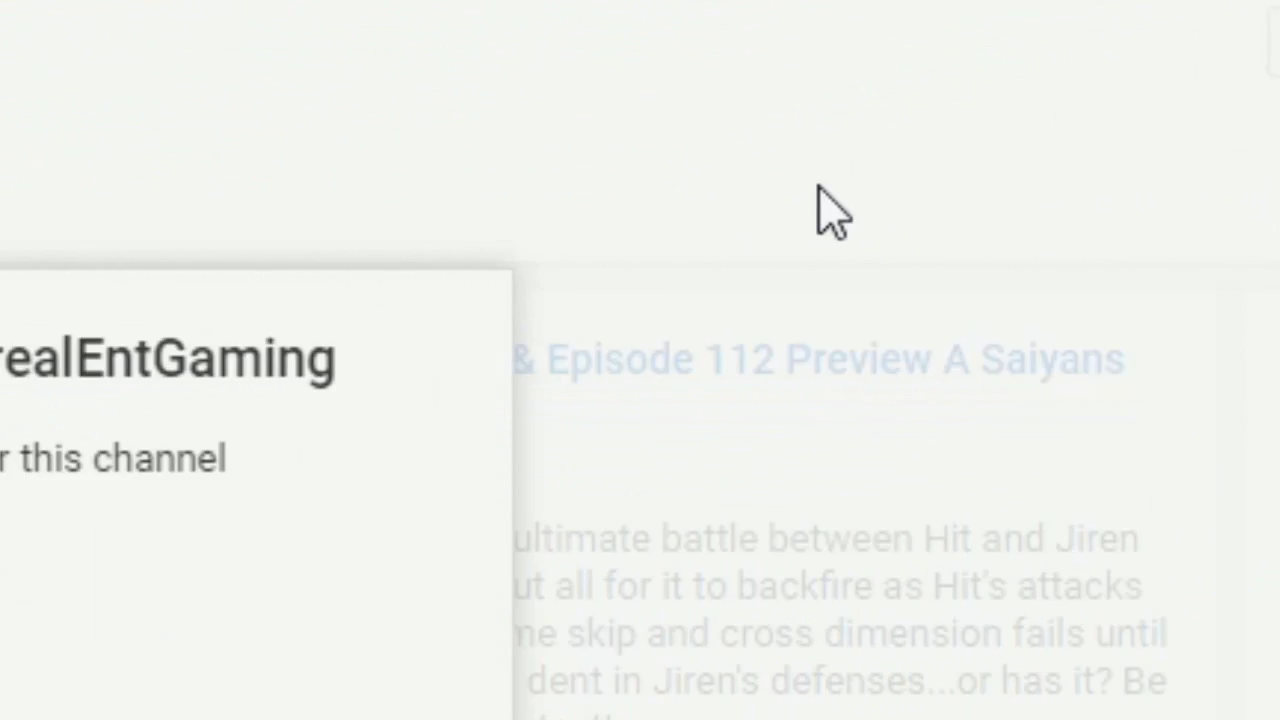 realEntGaming
r this channel
& Episode 112 Preview A Saiyans
ultimate battle between Hit and Jiren
ut all for it to backfire as Hit's attacks
me skip and cross dimension fails until
dent in Jiren's defenses...or has it? Be